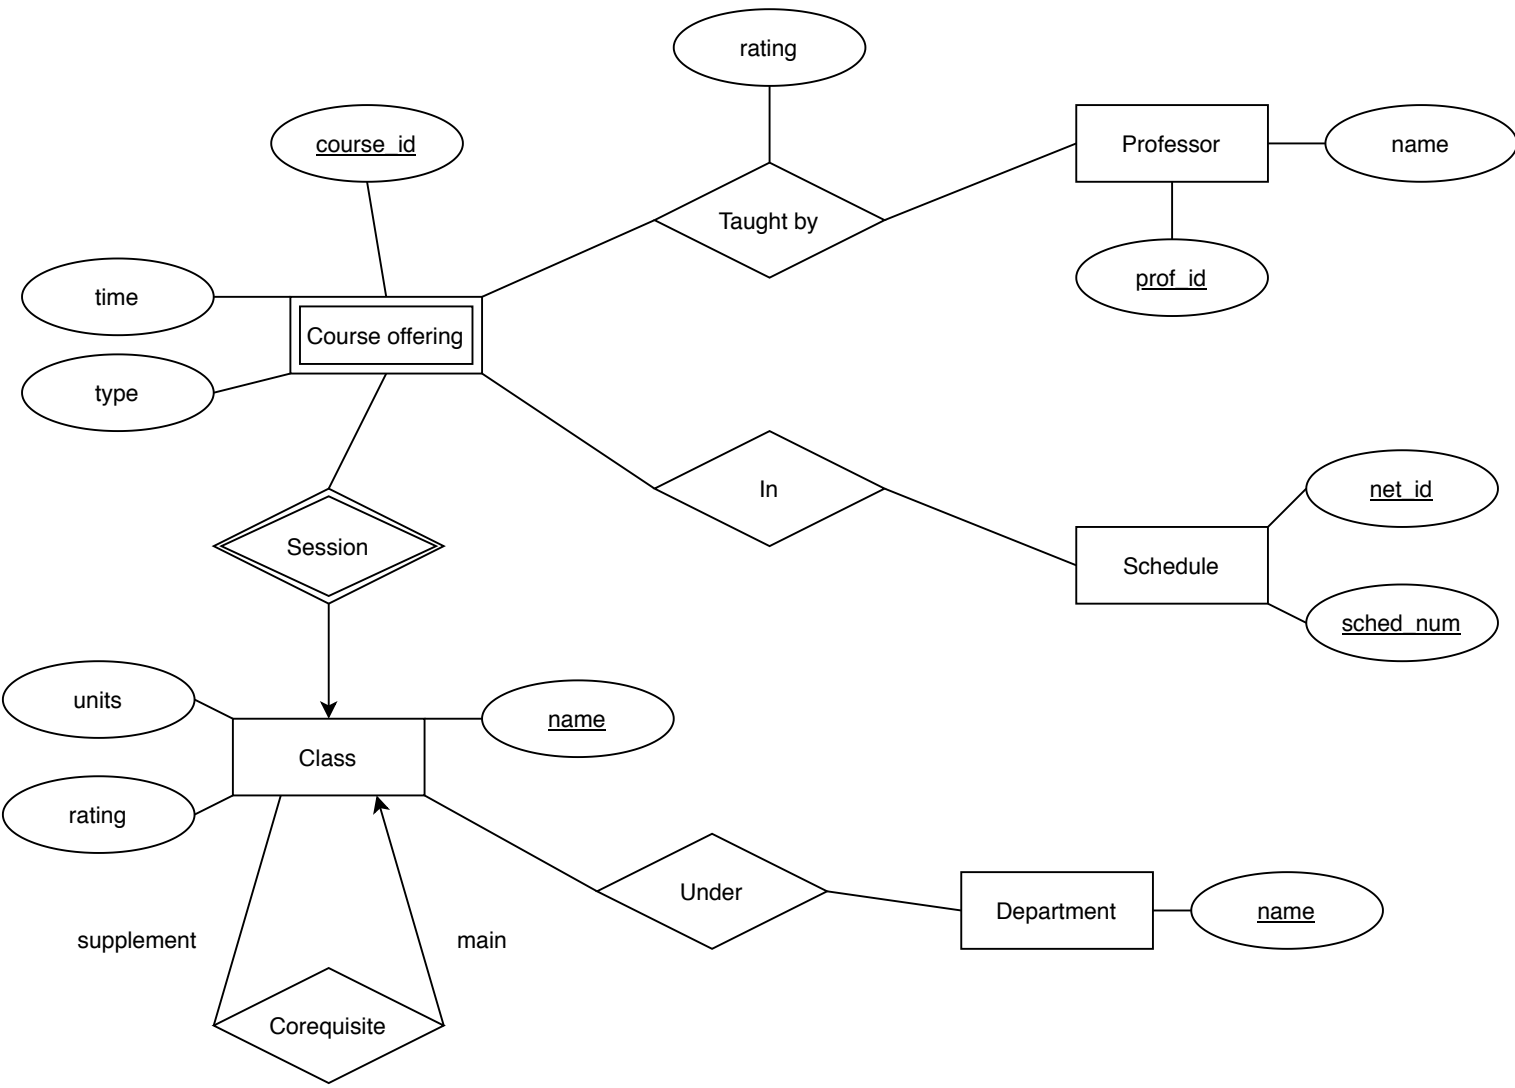 rating
course_id
Professor
name
Taught by
prof_id
time
Course offering
type
In
net_id
Session
Schedule
sched_num
units
name
Class
rating
Under
Department
name
supplement
main
Corequisite